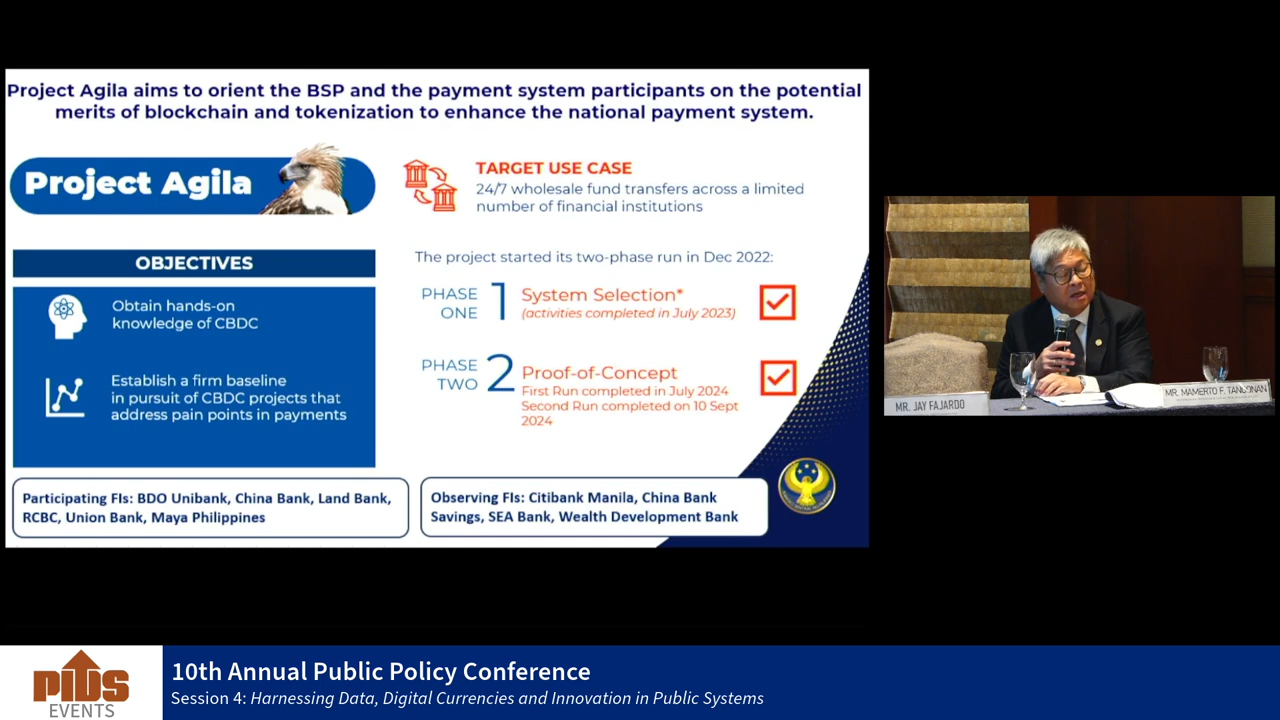 Project Agila aims to orient the BSP and the payment system participants on the potential
merits of blockchain and tokenization to enhance the national payment system.
Project Agila
TARGET USE CASE
24/7 wholesale fund transfers across a limited
number of financial institutions
OBJECTIVES
Obtain hands-on
knowledge of CBDC
Establish a firm baseline
in pursuit of CBDC projects that
address pain points in payments
The project started its two-phase run in Dec 2022:
PHASE
ONE
1
System Selection*
(activities completed in July 2023)
PHASE
TWO
2
Proof-of-Concept
First Run completed in July 2024
Second Run completed on 10 Sept
2024
Participating FIs: BDO Unibank, China Bank, Land Bank,
RCBC, Union Bank, Maya Philippines
Observing FIs: Citibank Manila, China Bank
Savings, SEA Bank, Wealth Development Bank
MR. JAY FAJARDO
MR. MAMERTO E. TANGONAN
PIDS
EVENTS
10th Annual Public Policy Conference
Session 4: Harnessing Data, Digital Currencies and Innovation in Public Systems